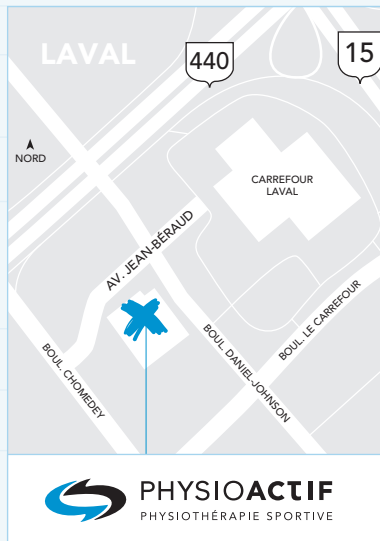 LAVAL
440
15
NORD
CARREFOUR
LAVAL
AV. JEAN-BÉRAUD
BOUL. CHOMEDEY
BOUL. DANIEL-JOHNSON
BOUL. LE CARREFOUR
PHYSIOACTIF
PHYSIOTHÉRAPIE SPORTIVE